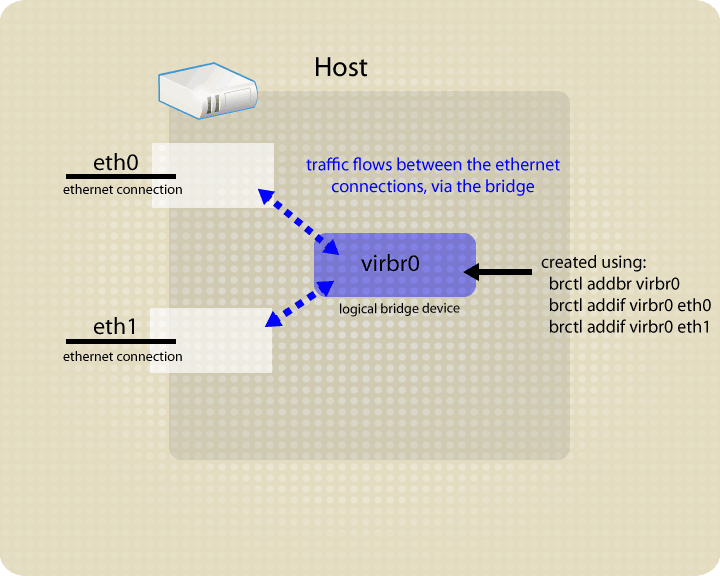 Host
eth0
ethernet connection
traffic flows between the ethernet
connections, via the bridge
virbr0
logical bridge device
created using:
brctl addbr virbr0
brctl addif virbr0 eth0
brctl addif virbr0 eth1
eth1
ethernet connection